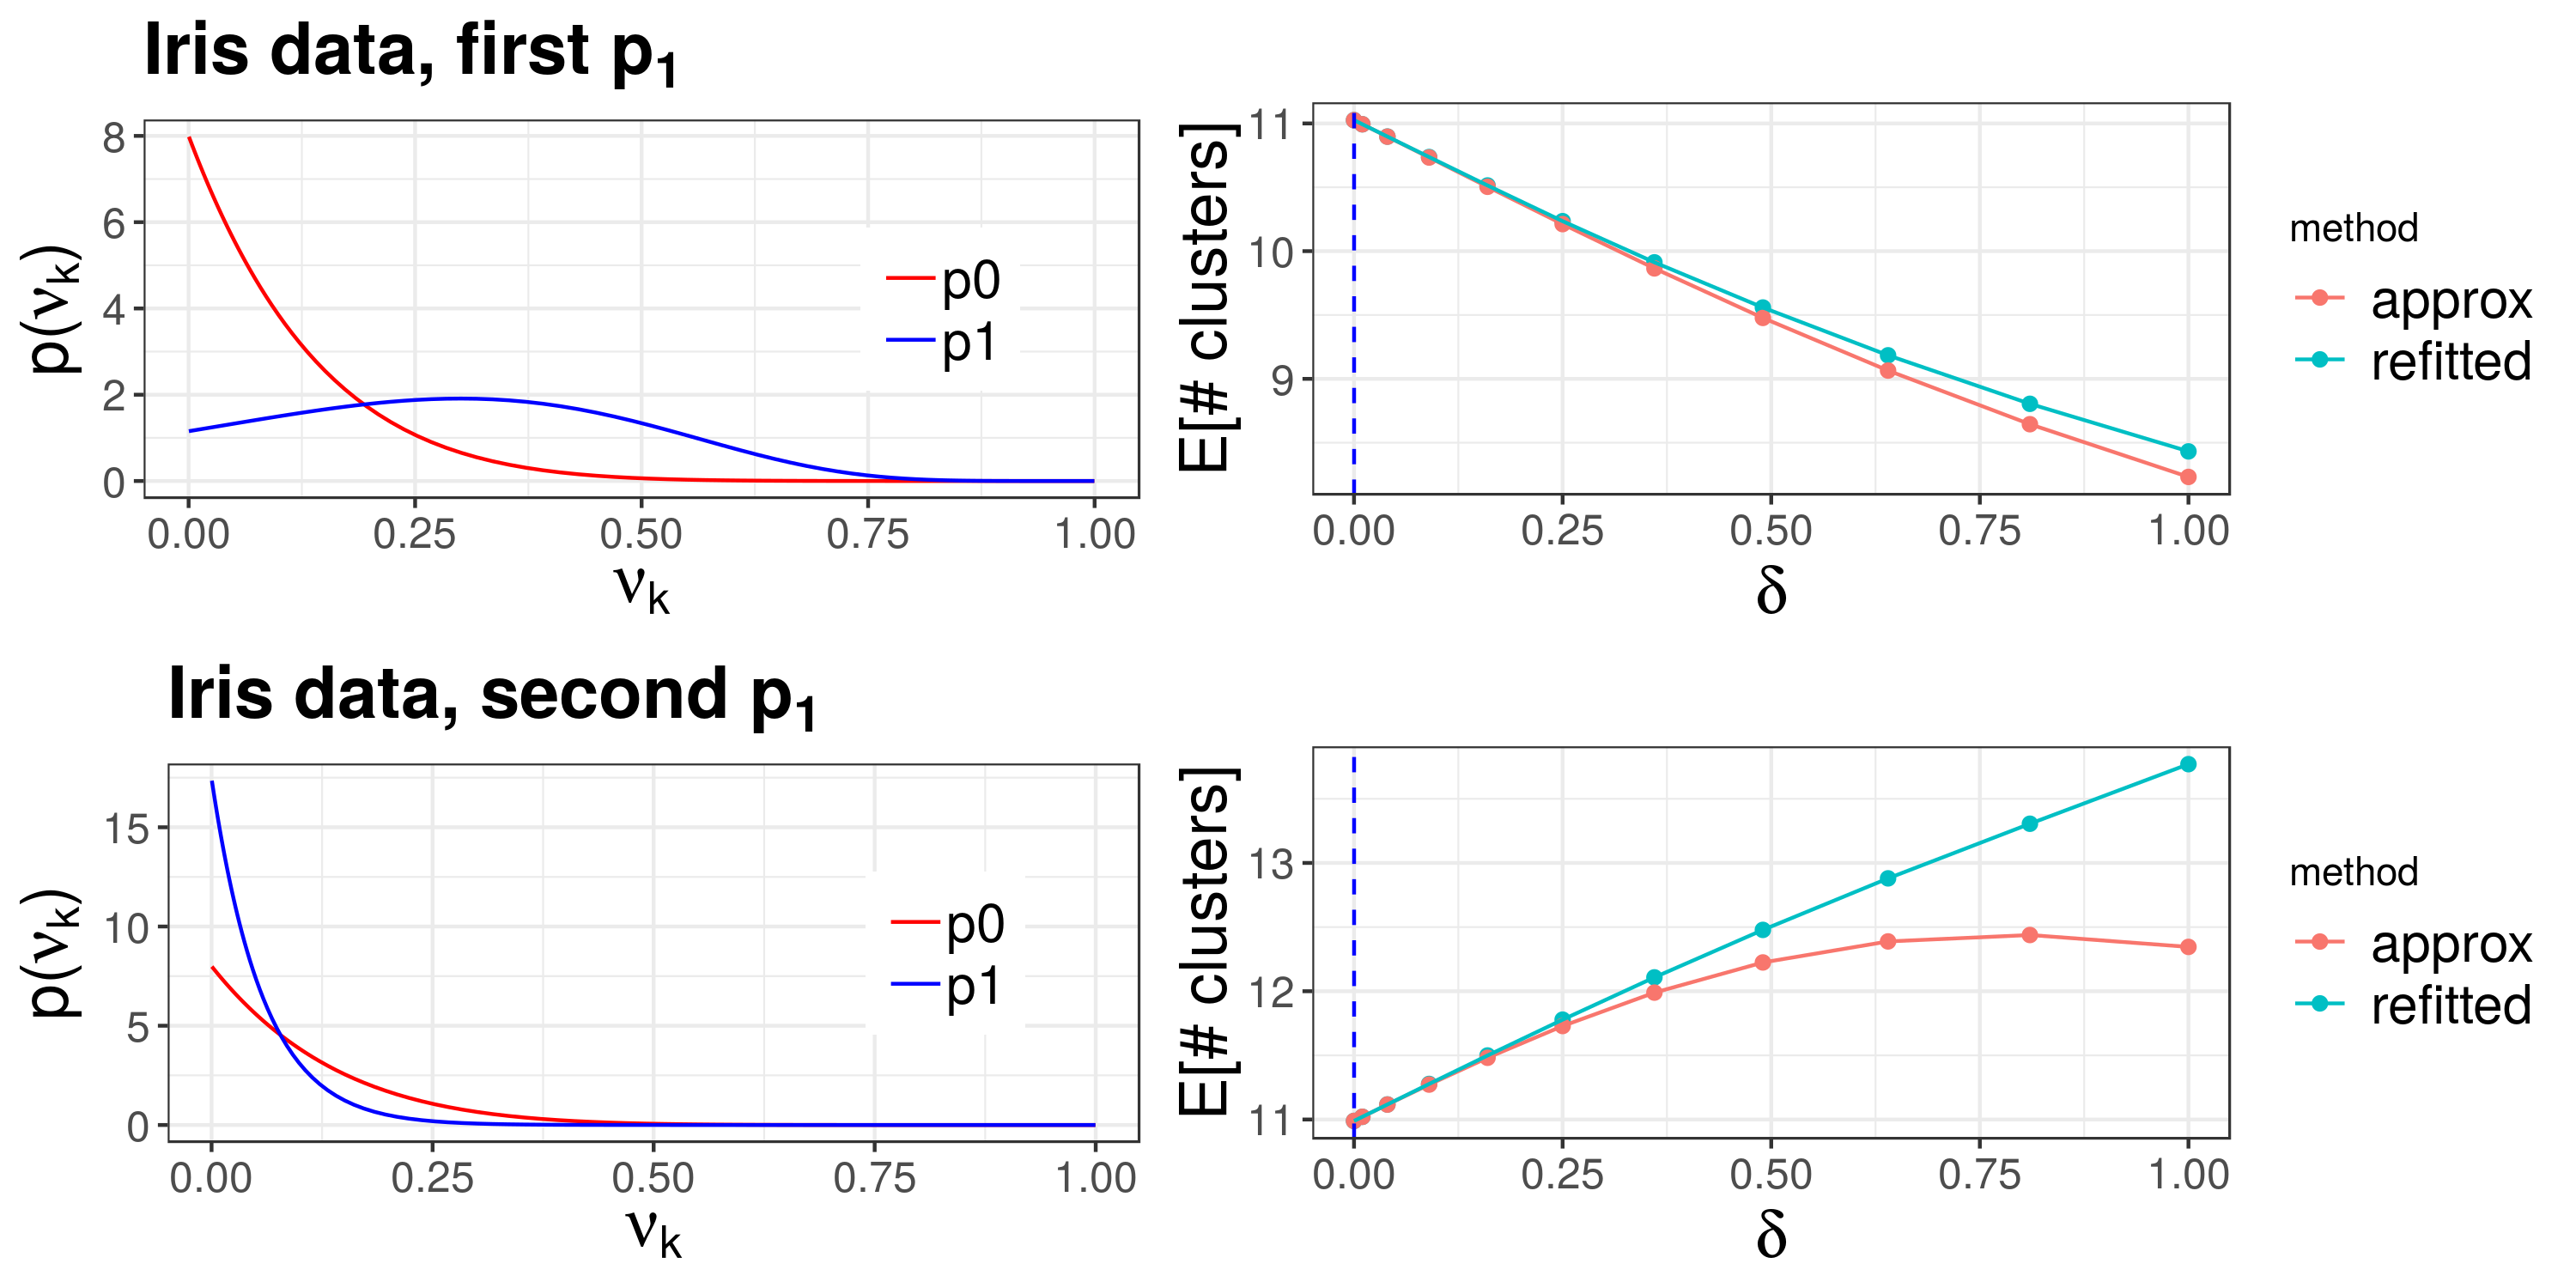 Iris data, first p1
p(νk)
8
6
4
2
0
p0
p1
0.00 0.25 0.50 0.75 1.00
νk
E[# clusters]
11
10
9
0.00 0.25 0.50 0.75 1.00
δ
method
approx
refitted
Iris data, second p1
p(νk)
15
10
5
0
p0
p1
0.00 0.25 0.50 0.75 1.00
νk
E[# clusters]
13
12
11
0.00 0.25 0.50 0.75 1.00
δ
method
approx
refitted